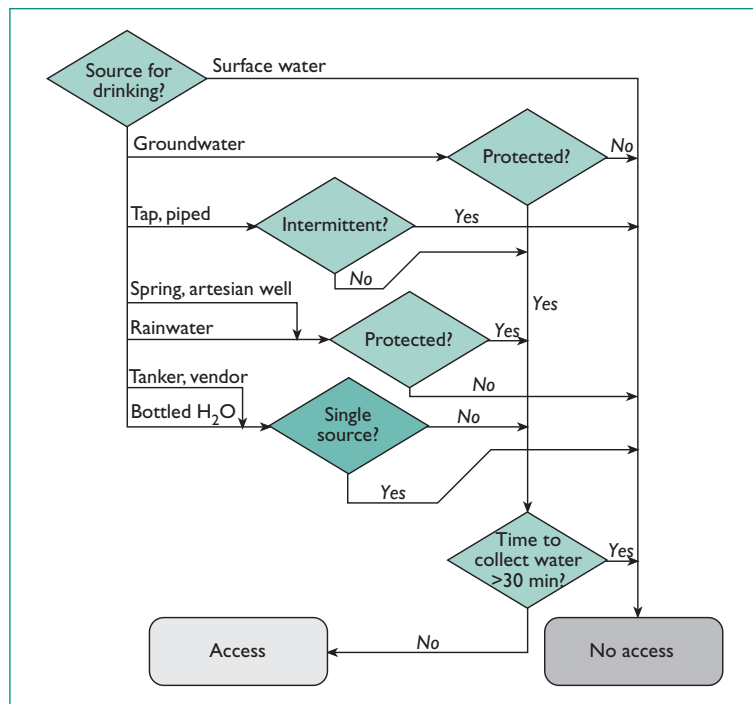 Source for
drinking?
Surface water
Groundwater
Protected?
No
Tap, piped
Intermittent?
Yes
No
Spring, artesian well
Yes
Rainwater
Protected?
Yes
Tanker, vendor
No
Bottled H₂O
Single
source?
No
Yes
Time to
collect water
>30 min?
Yes
Access
No
No access